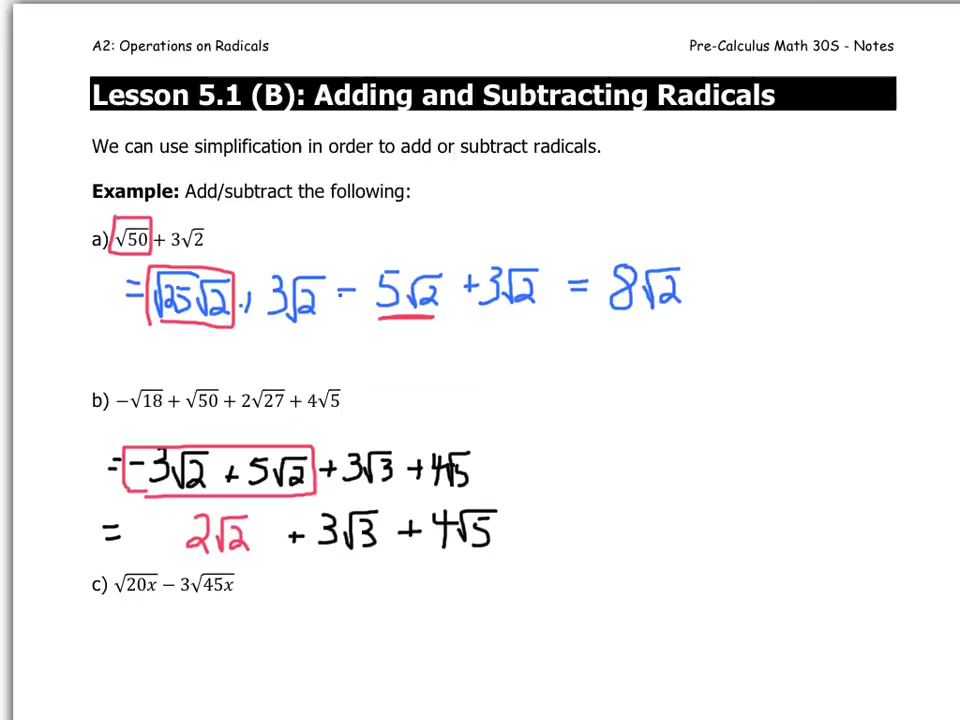 A2: Operations on Radicals Pre-Calculus Math 30S - Notes
Lesson 5.1 (B): Adding and Subtracting Radicals
We can use simplification in order to add or subtract radicals.
Example: Add/subtract the following:
a) √50 + 3√2
= √25√2 + 3√2 = 5√2 + 3√2 = 8√2
b) −√18 + √50 + 2√27 + 4√5
= -3√2 + 5√2 + 3√3 + 4√5
= 2√2 + 3√3 + 4√5
c) √20x − 3√45x